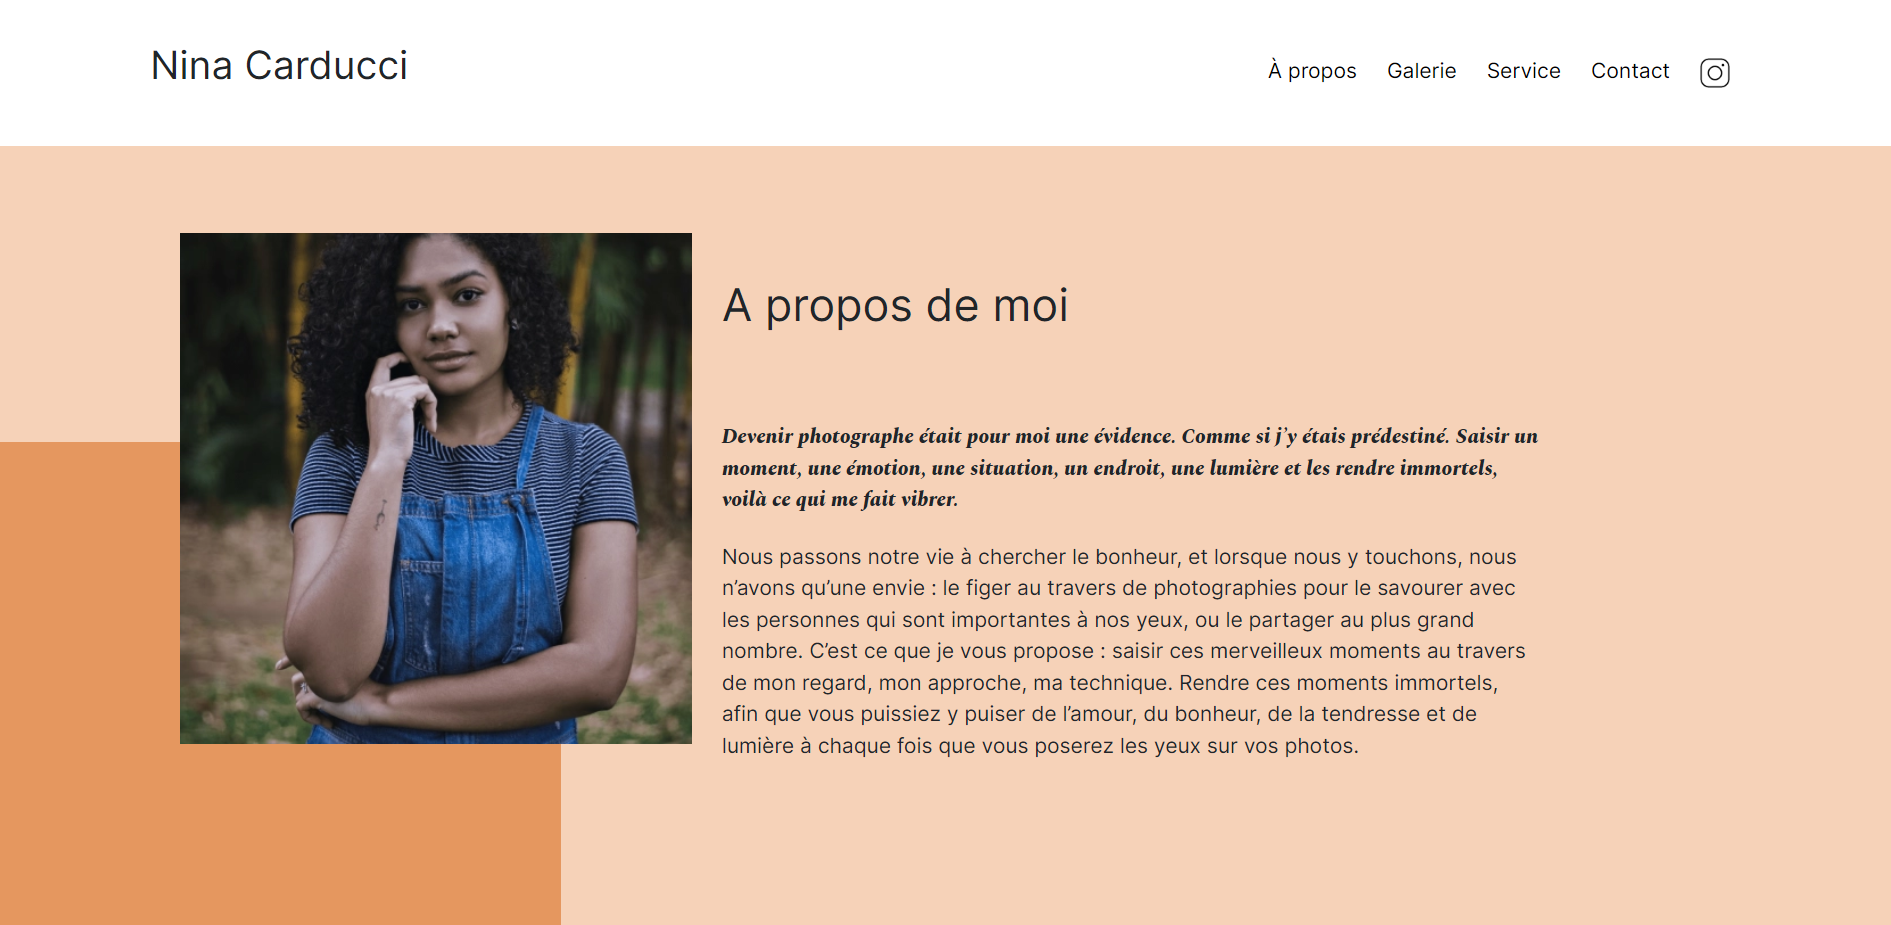 Nina Carducci
À propos Galerie Service Contact
A propos de moi
Devenir photographe était pour moi une évidence. Comme si j’y étais prédestiné. Saisir un
moment, une émotion, une situation, un endroit, une lumière et les rendre immortels,
voilà ce qui me fait vibrer.
Nous passons notre vie à chercher le bonheur, et lorsque nous y touchons, nous
n’avons qu’une envie : le figer au travers de photographies pour le savourer avec
les personnes qui sont importantes à nos yeux, ou le partager au plus grand
nombre. C’est ce que je vous propose : saisir ces merveilleux moments au travers
de mon regard, mon approche, ma technique. Rendre ces moments immortels,
afin que vous puissiez y puiser de l’amour, du bonheur, de la tendresse et de
lumière à chaque fois que vous poserez les yeux sur vos photos.